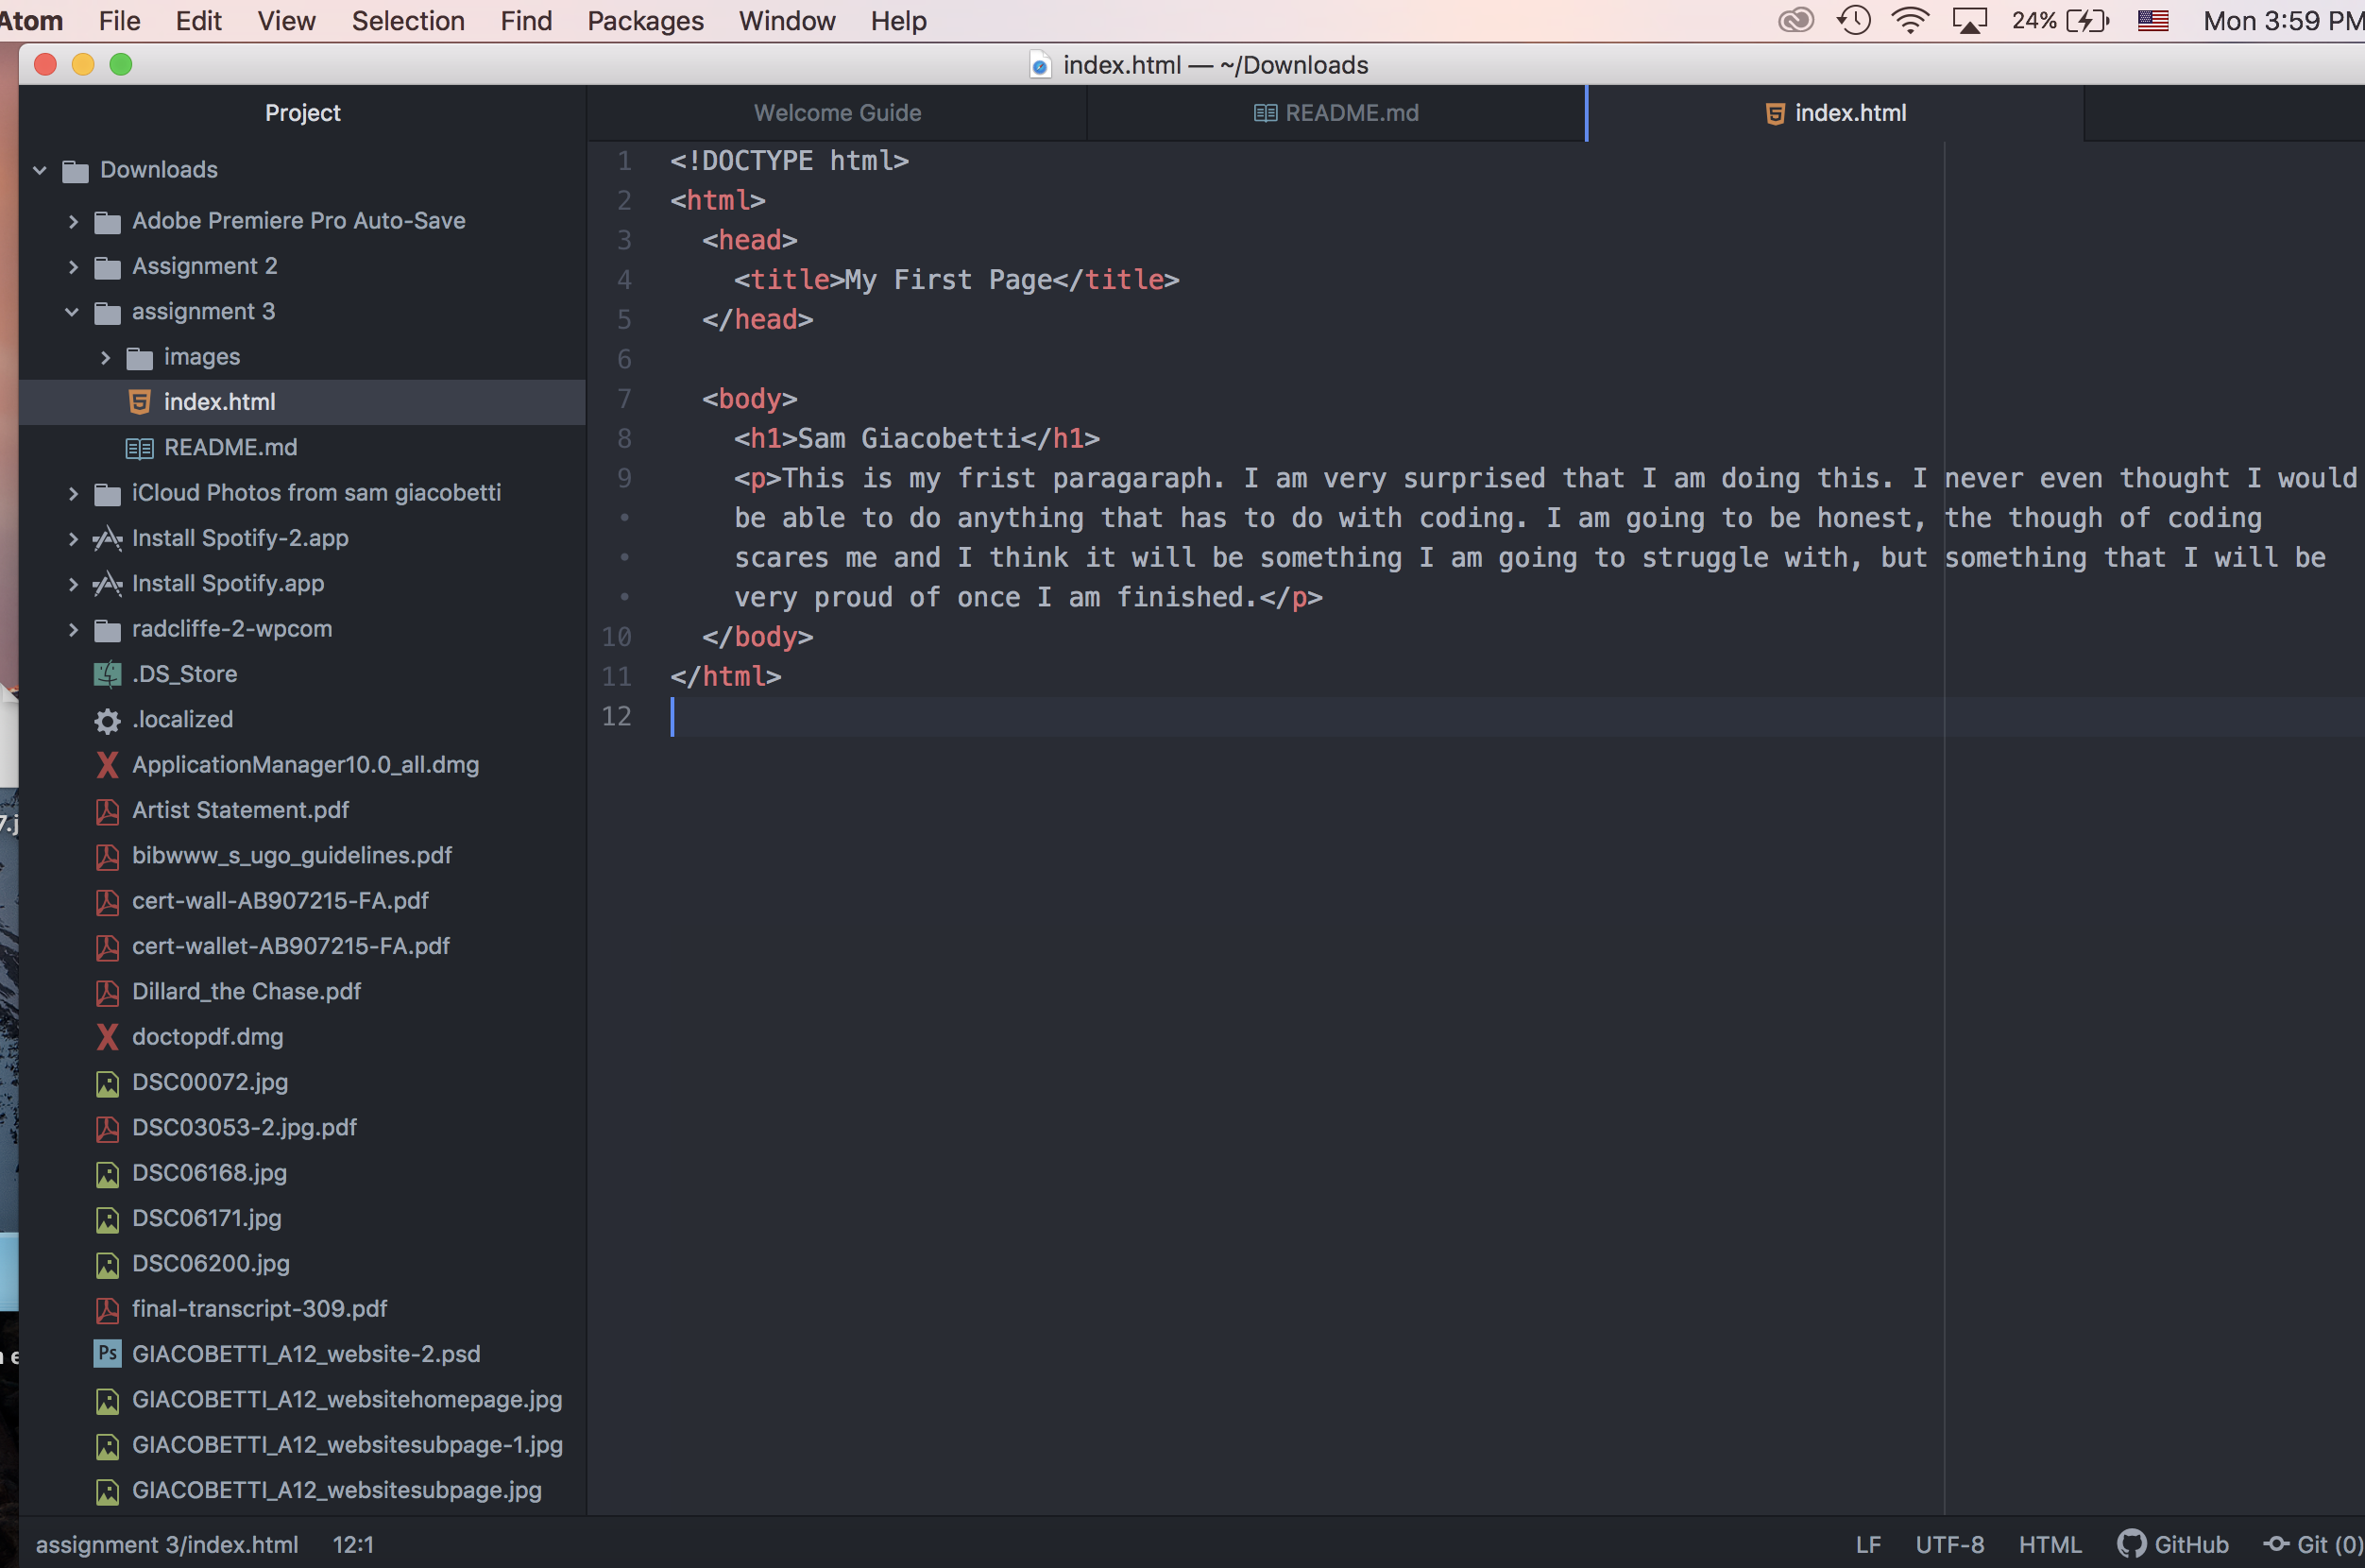 Atom File Edit View Selection Find Packages Window Help 24% Mon 3:59 PM
index.html — ~/Downloads
Project
Welcome Guide README.md index.html
Downloads
Adobe Premiere Pro Auto-Save
Assignment 2
assignment 3
images
index.html
README.md
iCloud Photos from sam giacobetti
Install Spotify-2.app
Install Spotify.app
radcliffe-2-wpcom
.DS_Store
.localized
ApplicationManager10.0_all.dmg
Artist Statement.pdf
bibwww_s_ugo_guidelines.pdf
cert-wall-AB907215-FA.pdf
cert-wallet-AB907215-FA.pdf
Dillard_the Chase.pdf
doctopdf.dmg
DSC00072.jpg
DSC03053-2.jpg.pdf
DSC06168.jpg
DSC06171.jpg
DSC06200.jpg
final-transcript-309.pdf
Ps GIACOBETTI_A12_website-2.psd
GIACOBETTI_A12_websitehomepage.jpg
GIACOBETTI_A12_websitesubpage-1.jpg
GIACOBETTI_A12_websitesubpage.jpg
1 <!DOCTYPE html>
2 <html>
3 <head>
4 <title>My First Page</title>
5 </head>
6
7 <body>
8 <h1>Sam Giacobetti</h1>
9 <p>This is my frist paragaraph. I am very surprised that I am doing this. I never even thought I would
• be able to do anything that has to do with coding. I am going to be honest, the though of coding
• scares me and I think it will be something I am going to struggle with, but something that I will be
• very proud of once I am finished.</p>
10 </body>
11 </html>
12
assignment 3/index.html 12:1 LF UTF-8 HTML GitHub Git (0)